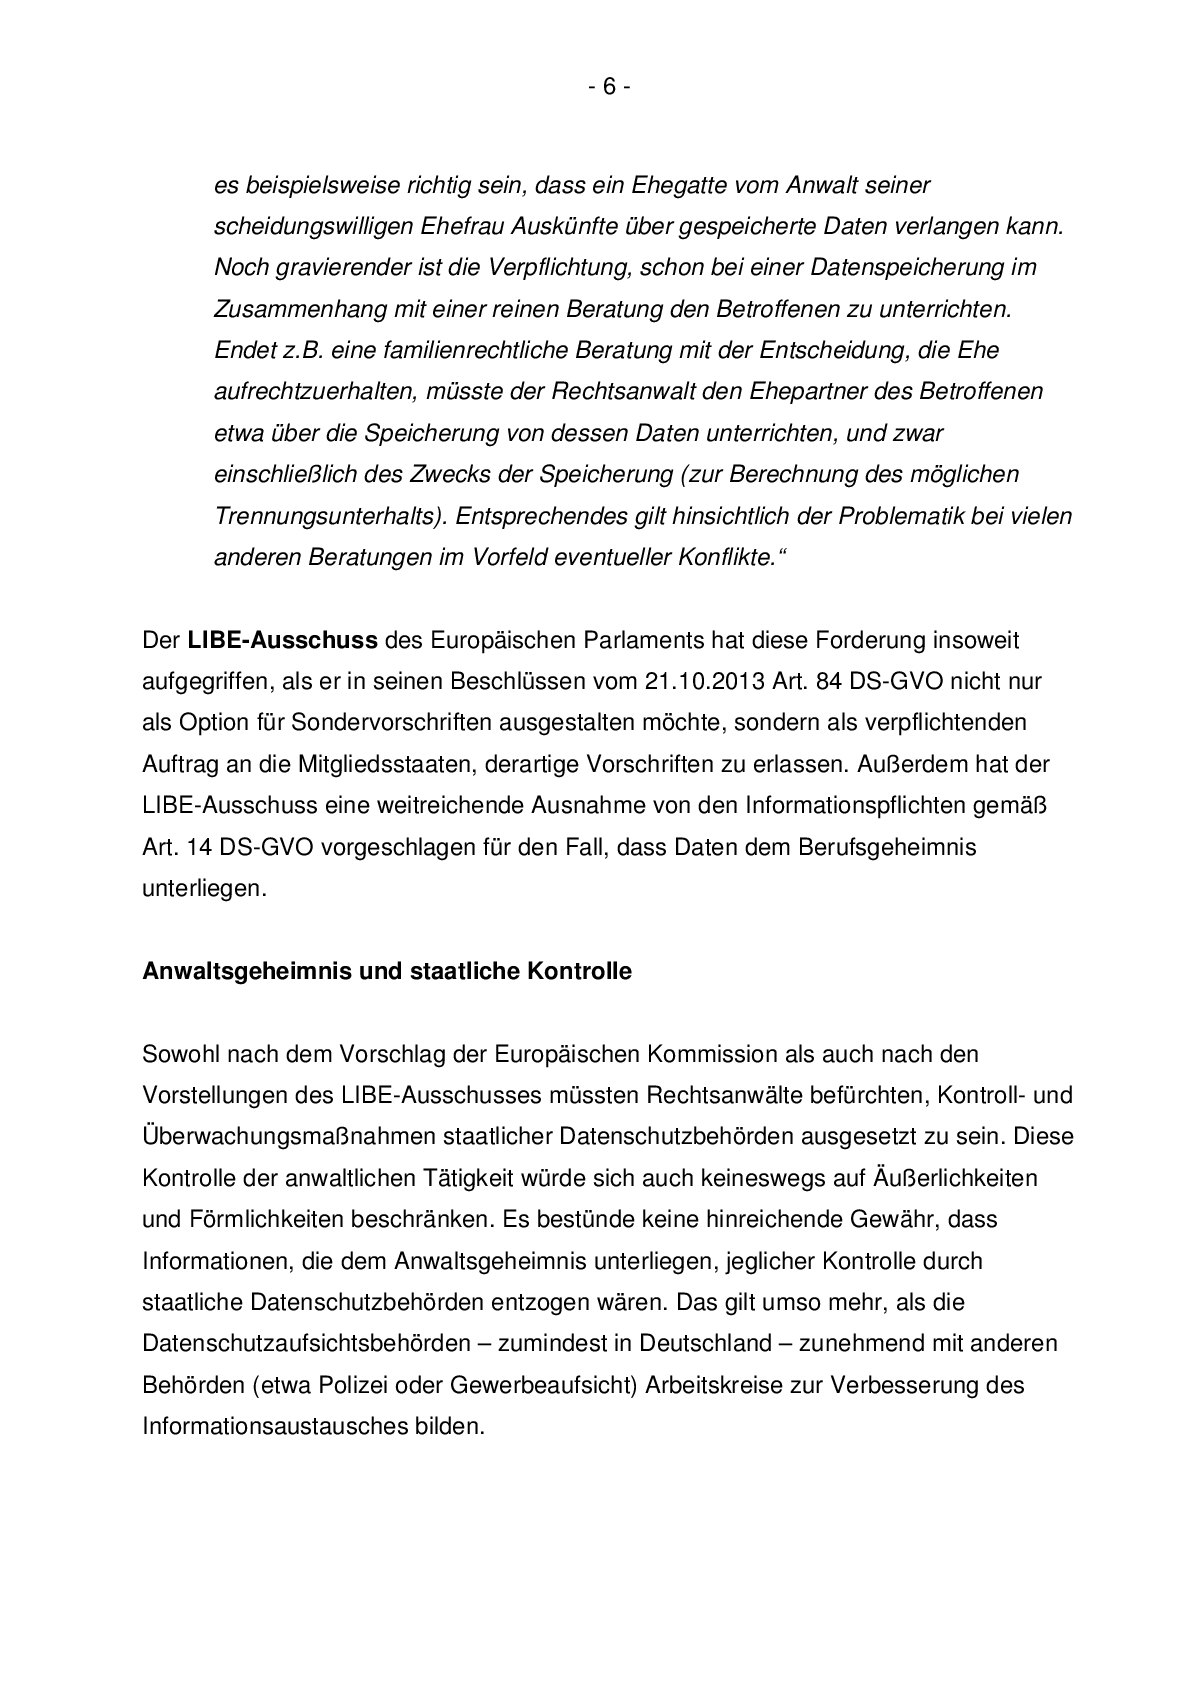 - 6 -
es beispielsweise richtig sein, dass ein Ehegatte vom Anwalt seiner
scheidungswilligen Ehefrau Auskünfte über gespeicherte Daten verlangen kann.
Noch gravierender ist die Verpflichtung, schon bei einer Datenspeicherung im
Zusammenhang mit einer reinen Beratung den Betroffenen zu unterrichten.
Endet z.B. eine familienrechtliche Beratung mit der Entscheidung, die Ehe
aufrechtzuerhalten, müsste der Rechtsanwalt den Ehepartner des Betroffenen
etwa über die Speicherung von dessen Daten unterrichten, und zwar
einschließlich des Zwecks der Speicherung (zur Berechnung des möglichen
Trennungsunterhalts). Entsprechendes gilt hinsichtlich der Problematik bei vielen
anderen Beratungen im Vorfeld eventueller Konflikte.“
Der LIBE-Ausschuss des Europäischen Parlaments hat diese Forderung insoweit
aufgegriffen, als er in seinen Beschlüssen vom 21.10.2013 Art. 84 DS-GVO nicht nur
als Option für Sondervorschriften ausgestalten möchte, sondern als verpflichtenden
Auftrag an die Mitgliedsstaaten, derartige Vorschriften zu erlassen. Außerdem hat der
LIBE-Ausschuss eine weitreichende Ausnahme von den Informationspflichten gemäß
Art. 14 DS-GVO vorgeschlagen für den Fall, dass Daten dem Berufsgeheimnis
unterliegen.
Anwaltsgeheimnis und staatliche Kontrolle
Sowohl nach dem Vorschlag der Europäischen Kommission als auch nach den
Vorstellungen des LIBE-Ausschusses müssten Rechtsanwälte befürchten, Kontroll- und
Überwachungsmaßnahmen staatlicher Datenschutzbehörden ausgesetzt zu sein. Diese
Kontrolle der anwaltlichen Tätigkeit würde sich auch keineswegs auf Äußerlichkeiten
und Förmlichkeiten beschränken. Es bestünde keine hinreichende Gewähr, dass
Informationen, die dem Anwaltsgeheimnis unterliegen, jeglicher Kontrolle durch
staatliche Datenschutzbehörden entzogen wären. Das gilt umso mehr, als die
Datenschutzaufsichtsbehörden – zumindest in Deutschland – zunehmend mit anderen
Behörden (etwa Polizei oder Gewerbeaufsicht) Arbeitskreise zur Verbesserung des
Informationsaustausches bilden.